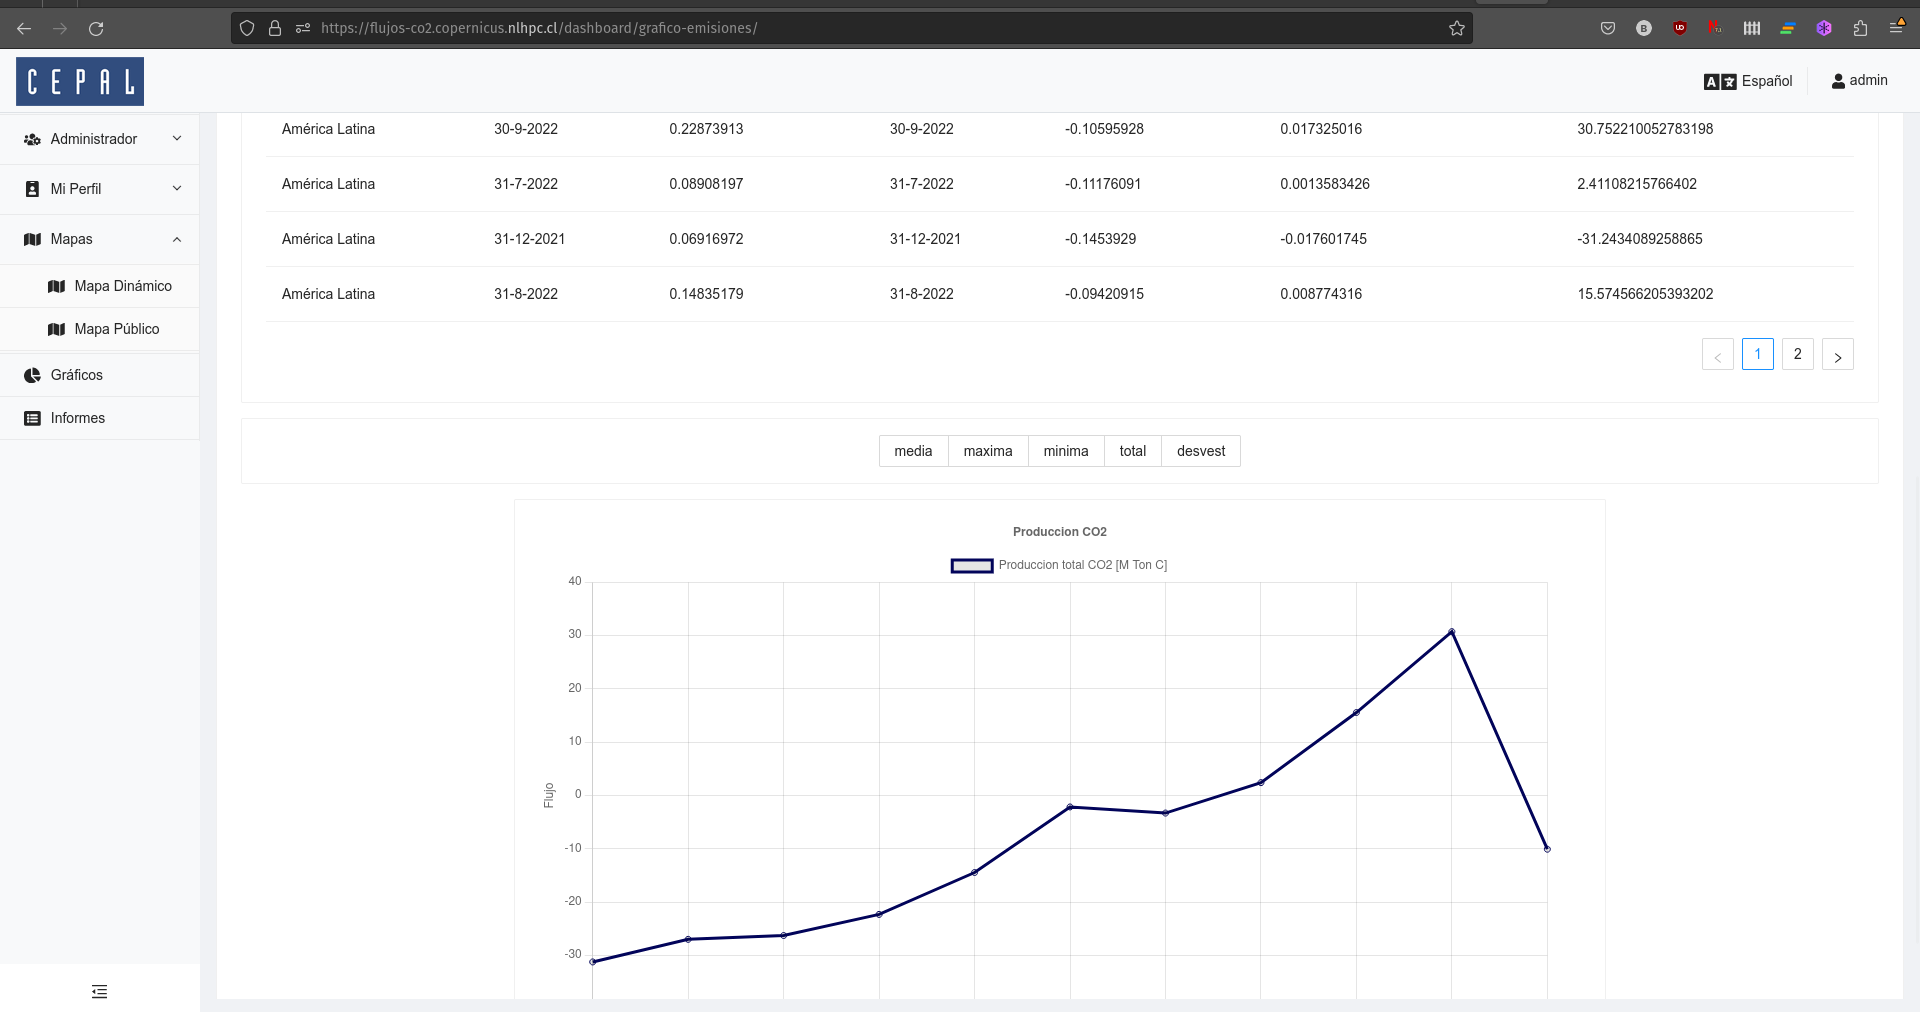 https://flujos-co2.copernicus.nlhpc.cl/dashboard/grafico-emisiones/
CEPAL
Español
admin
Administrador
Mi Perfil
Mapas
Mapa Dinámico
Mapa Público
Gráficos
Informes
América Latina 30-9-2022 0.22873913 30-9-2022 -0.10595928 0.017325016 30.752210052783198
América Latina 31-7-2022 0.08908197 31-7-2022 -0.11176091 0.0013583426 2.41108215766402
América Latina 31-12-2021 0.06916972 31-12-2021 -0.1453929 -0.017601745 -31.2434089258865
América Latina 31-8-2022 0.14835179 31-8-2022 -0.09420915 0.008774316 15.574566205393202
< 1 2 >
media maxima minima total desvest
Produccion CO2
Produccion total CO2 [M Ton C]
40
30
20
10
0
-10
-20
-30
Flujo